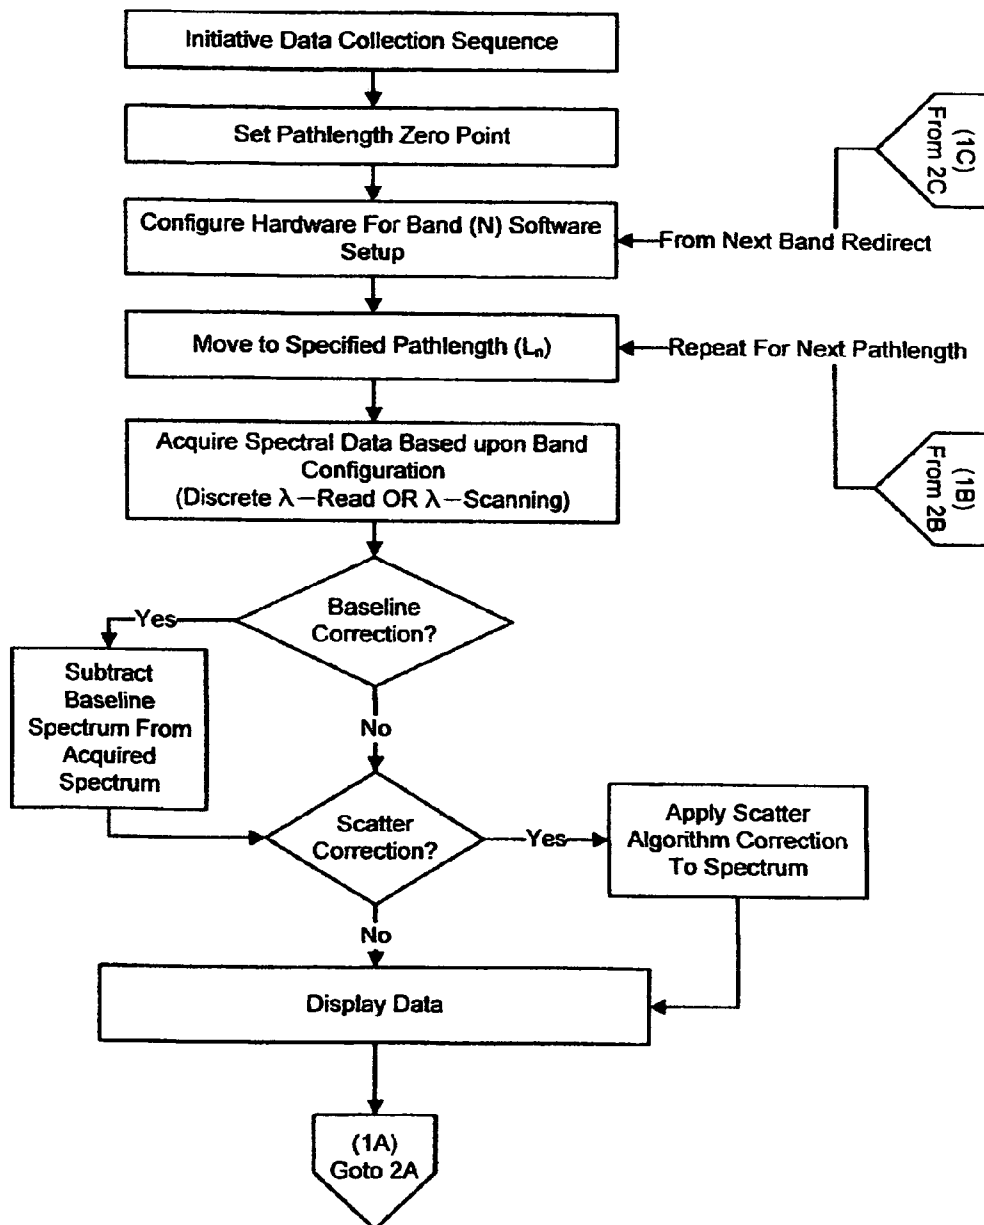 Initiative Data Collection Sequence
Set Pathlength Zero Point
(1C)
From 2C
Configure Hardware For Band (N) Software
Setup
From Next Band Redirect
Move to Specified Pathlength (Lₙ)
Repeat For Next Pathlength
(1B)
From 2B
Acquire Spectral Data Based upon Band
Configuration
(Discrete λ—Read OR λ—Scanning)
Baseline
Correction?
Yes
Subtract
Baseline
Spectrum From
Acquired
Spectrum
No
Scatter
Correction?
Yes
Apply Scatter
Algorithm Correction
To Spectrum
No
Display Data
(1A)
Goto 2A